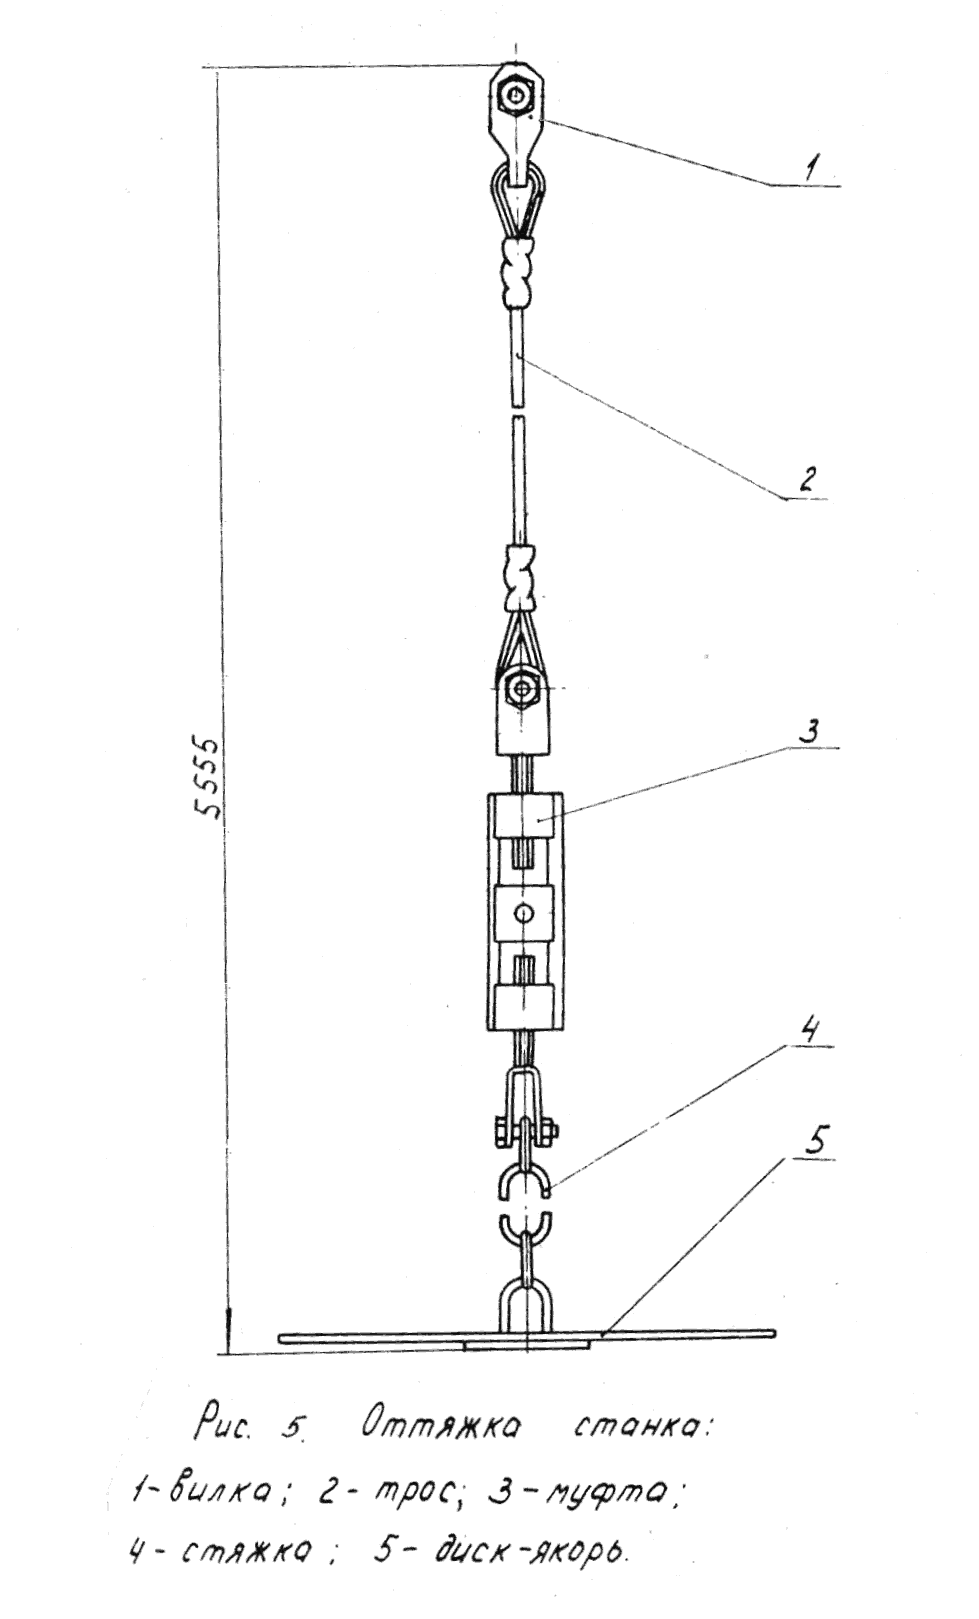 1
2
3
5555
4
5
Рис. 5. Оттяжка станка:
1-вилка; 2- трос; 3-муфта;
4- стяжка; 5- диск-якорь.